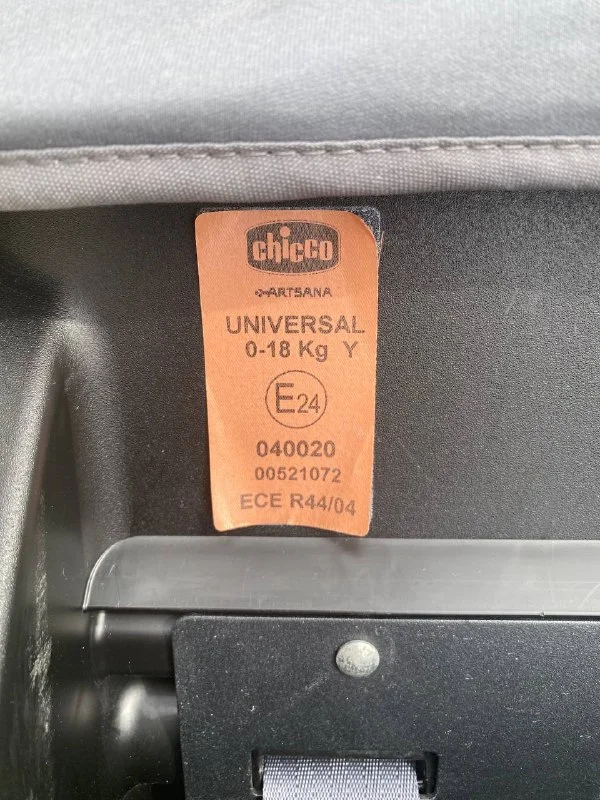 chicco
ARTSANA
UNIVERSAL
0-18 Kg Y
E24
040020
00521072
ECE R44/04